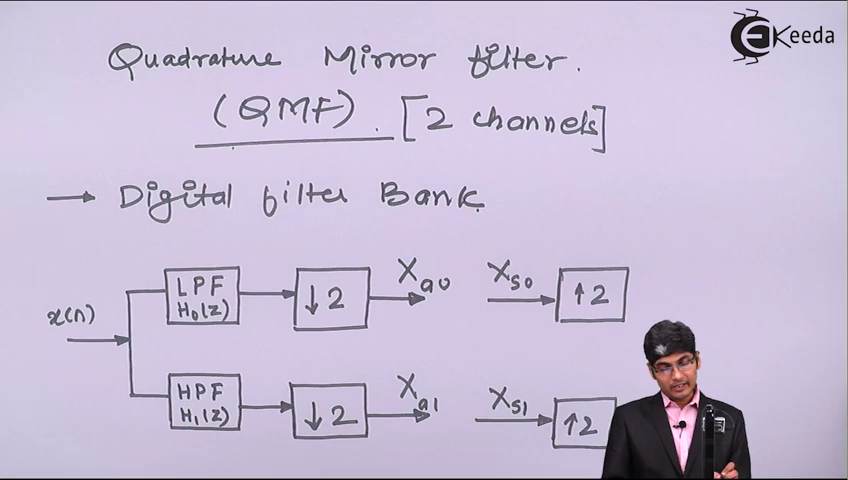 Keeda
Quadrature Mirror filter.
(QMF). [2 channels]
→ Digital filter Bank.
x(n)
LPF
H₀(z)
↓2
Xa0
Xs0
↑2
HPF
H₁(z)
↓2
Xa1
Xs1
↑2